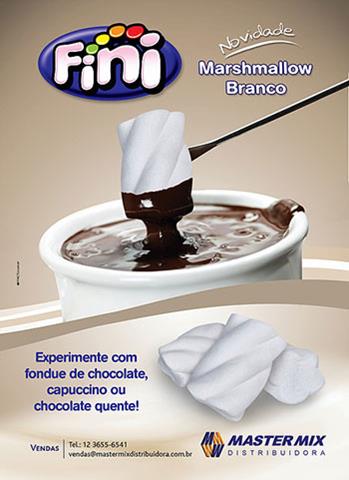 Fini
Novidade
Marshmallow
Branco
Experimente com
fondue de chocolate,
capuccino ou
chocolate quente!
VENDAS
Tel.: 12 3655-6541
vendas@mastermixdistribuidora.com.br
MASTER MIX
DISTRIBUIDORA